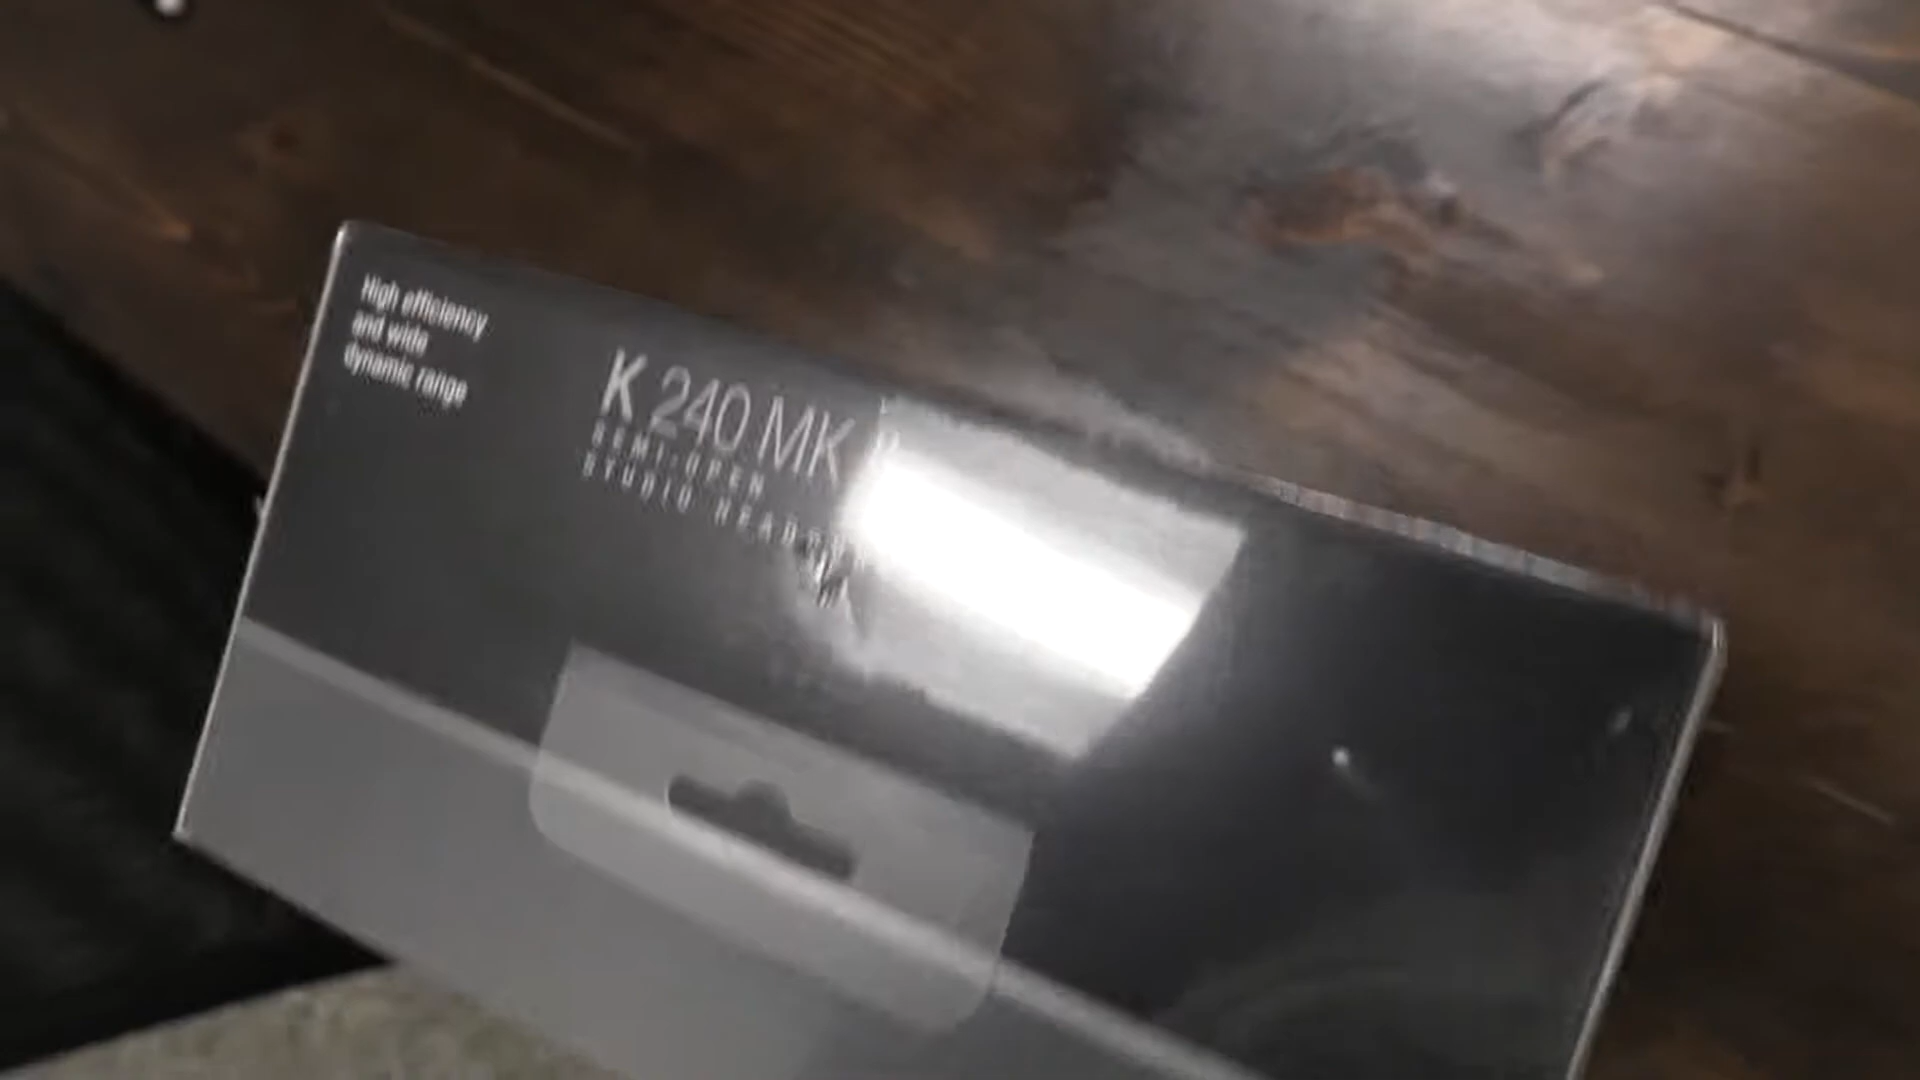 High efficiency
and wide
dynamic range
K 240 MK
SEMI-OPEN
STUDIO